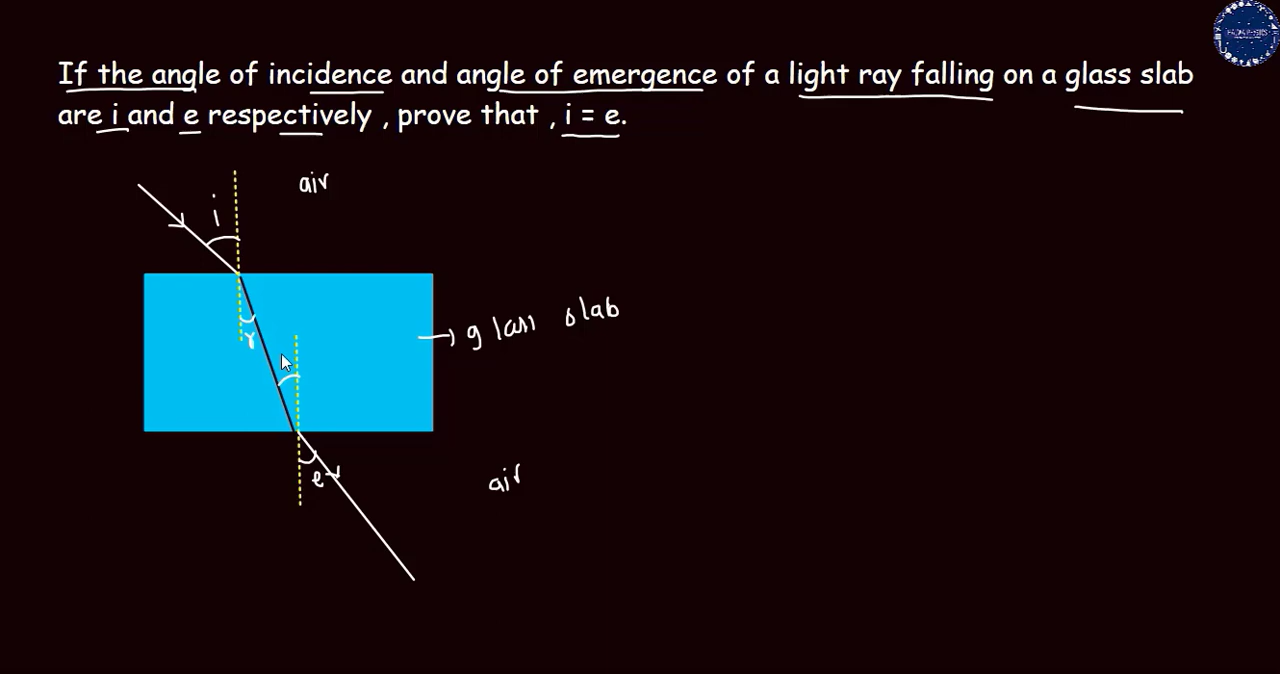 If the angle of incidence and angle of emergence of a light ray falling on a glass slab
are i and e respectively , prove that , i = e.
air
i
glass slab
r
e
air